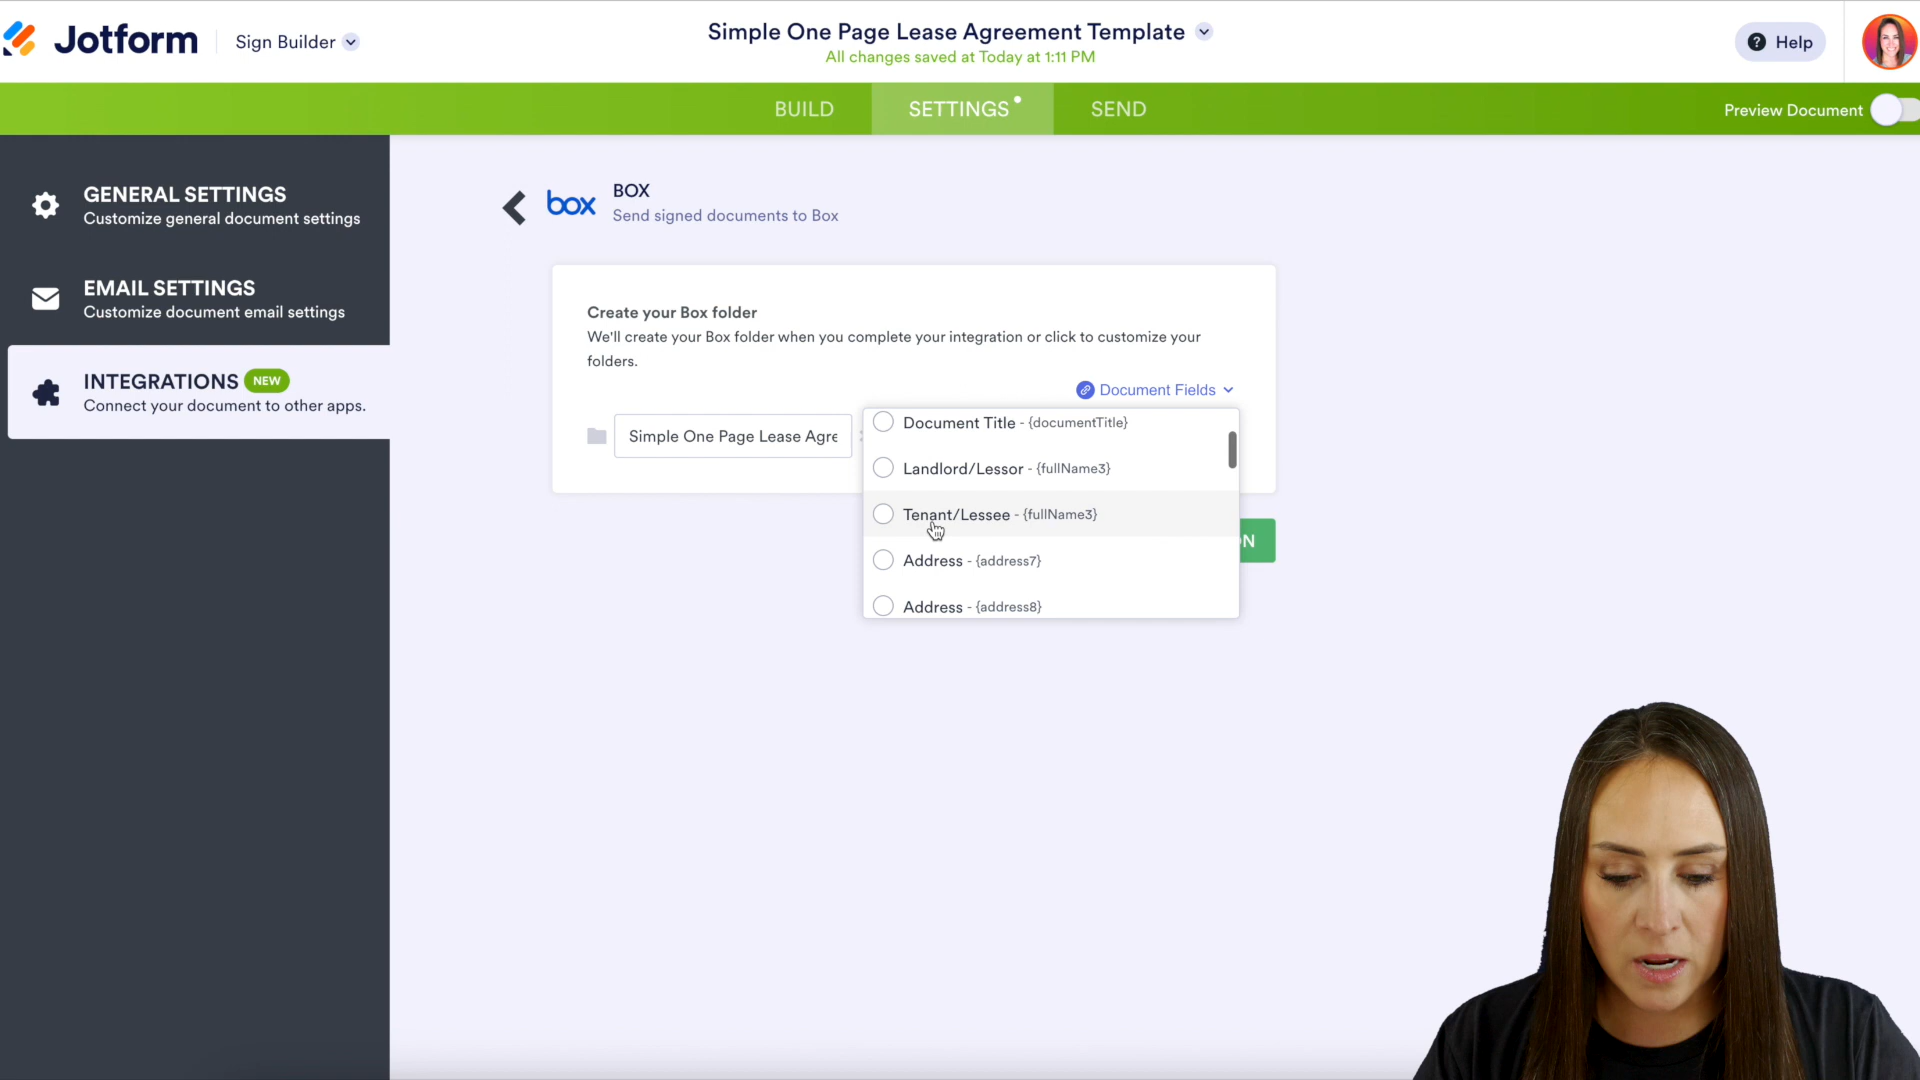 Jotform
Sign Builder
Simple One Page Lease Agreement Template
All changes saved at Today at 1:11 PM
? Help
BUILD
SETTINGS
SEND
Preview Document
GENERAL SETTINGS
Customize general document settings
EMAIL SETTINGS
Customize document email settings
INTEGRATIONS NEW
Connect your document to other apps.
box
BOX
Send signed documents to Box
Create your Box folder
We'll create your Box folder when you complete your integration or click to customize your
folders.
Document Fields
Simple One Page Lease Agre
Document Title - {documentTitle}
Landlord/Lessor - {fullName3}
Tenant/Lessee - {fullName3}
Address - {address7}
Address - {address8}